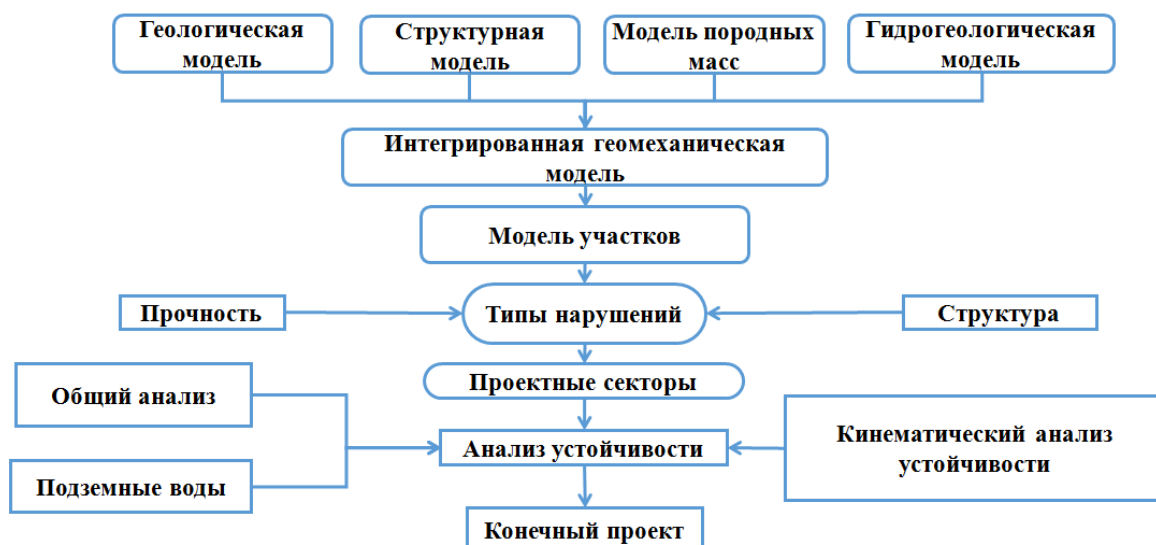 Геологическая
модель
Структурная
модель
Модель породных
масс
Гидрогеологическая
модель
Интегрированная геомеханическая
модель
Модель участков
Прочность
Типы нарушений
Структура
Проектные секторы
Общий анализ
Анализ устойчивости
Кинематический анализ
устойчивости
Подземные воды
Конечный проект